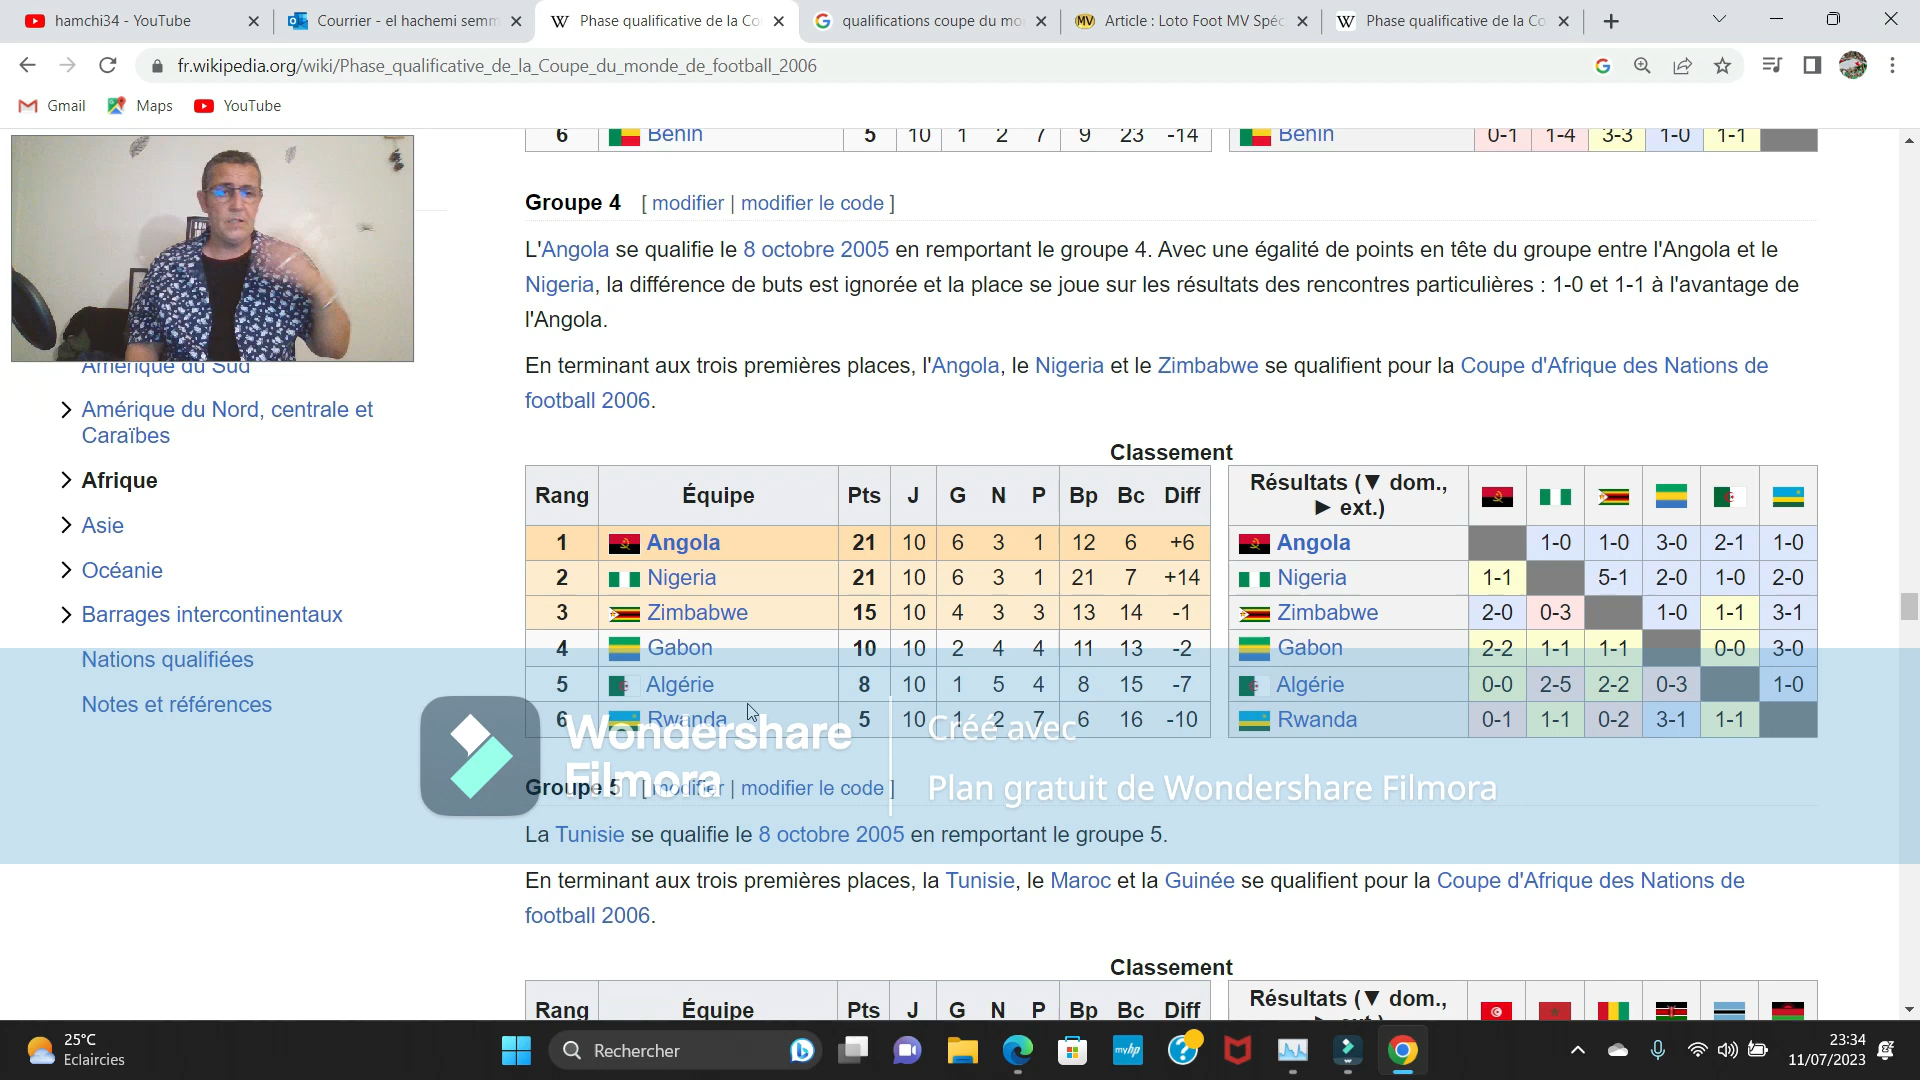 hamchi34 - YouTube
Courrier - el hachemi semm
Phase qualificative de la Co
qualifications coupe du mo
Article : Loto Foot MV Spéc
Phase qualificative de la Co
fr.wikipedia.org/wiki/Phase_qualificative_de_la_Coupe_du_monde_de_football_2006
Gmail Maps YouTube
6 Bénin 5 10 1 2 7 9 23 -14 Bénin 0-1 1-4 3-3 1-0 1-1
Groupe 4 [ modifier | modifier le code ]
L'Angola se qualifie le 8 octobre 2005 en remportant le groupe 4. Avec une égalité de points en tête du groupe entre l'Angola et le
Nigeria, la différence de buts est ignorée et la place se joue sur les résultats des rencontres particulières : 1-0 et 1-1 à l'avantage de
l'Angola.
En terminant aux trois premières places, l'Angola, le Nigeria et le Zimbabwe se qualifient pour la Coupe d'Afrique des Nations de
football 2006.
Amérique du Sud
Amérique du Nord, centrale et
Caraïbes
Afrique
Asie
Océanie
Barrages intercontinentaux
Nations qualifiées
Notes et références
Classement
Rang Équipe Pts J G N P Bp Bc Diff Résultats (▼ dom.,
► ext.)
1 Angola 21 10 6 3 1 12 6 +6 Angola 1-0 1-0 3-0 2-1 1-0
2 Nigeria 21 10 6 3 1 21 7 +14 Nigeria 1-1 5-1 2-0 1-0 2-0
3 Zimbabwe 15 10 4 3 3 13 14 -1 Zimbabwe 2-0 0-3 1-0 1-1 3-1
4 Gabon 10 10 2 4 4 11 13 -2 Gabon 2-2 1-1 1-1 0-0 3-0
5 Algérie 8 10 1 5 4 8 15 -7 Algérie 0-0 2-5 2-2 0-3 1-0
6 Rwanda 5 10 1 2 7 6 16 -10 Rwanda 0-1 1-1 0-2 3-1 1-1
Wondershare
Filmora
Créé avec
Plan gratuit de Wondershare Filmora
Groupe 5 [ modifier | modifier le code ]
La Tunisie se qualifie le 8 octobre 2005 en remportant le groupe 5.
En terminant aux trois premières places, la Tunisie, le Maroc et la Guinée se qualifient pour la Coupe d'Afrique des Nations de
football 2006.
Classement
Rang Équipe Pts J G N P Bp Bc Diff Résultats (▼ dom.,
25°C
Eclaircies
Rechercher
myhp
23:34
11/07/2023